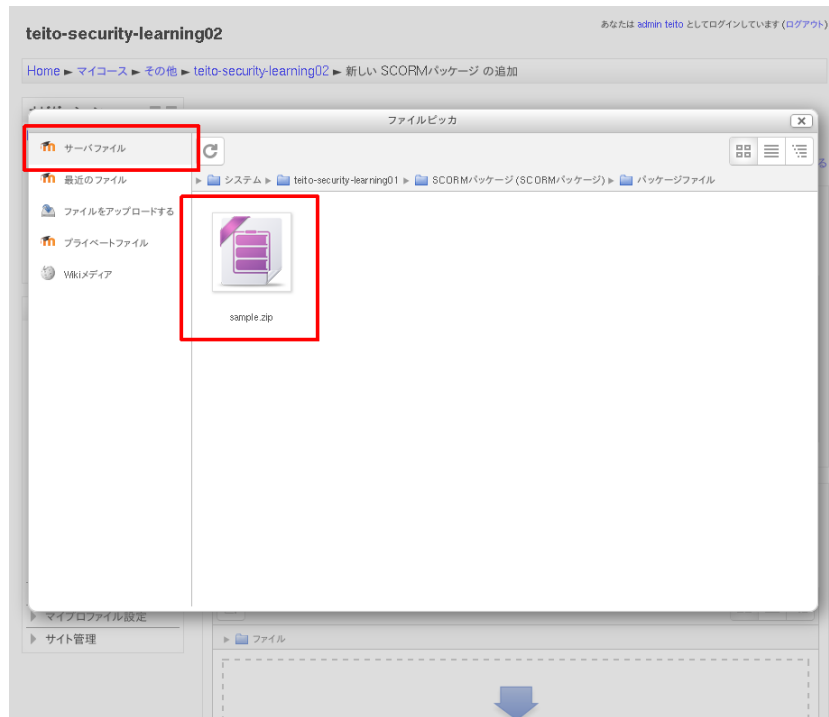 teito-security-learning02
あなたは admin teito としてログインしています (ログアウト)
Home ► マイコース ► その他 ► teito-security-learning02 ► 新しい SCORMパッケージ の追加
ファイルピッカ
サーバファイル
最近のファイル
ファイルをアップロードする
プライベートファイル
Wikiメディア
► システム ► teito-security-learning01 ► SCORMパッケージ (SCORMパッケージ) ► パッケージファイル
sample.zip
る
マイプロファイル設定
サイト管理
► ファイル